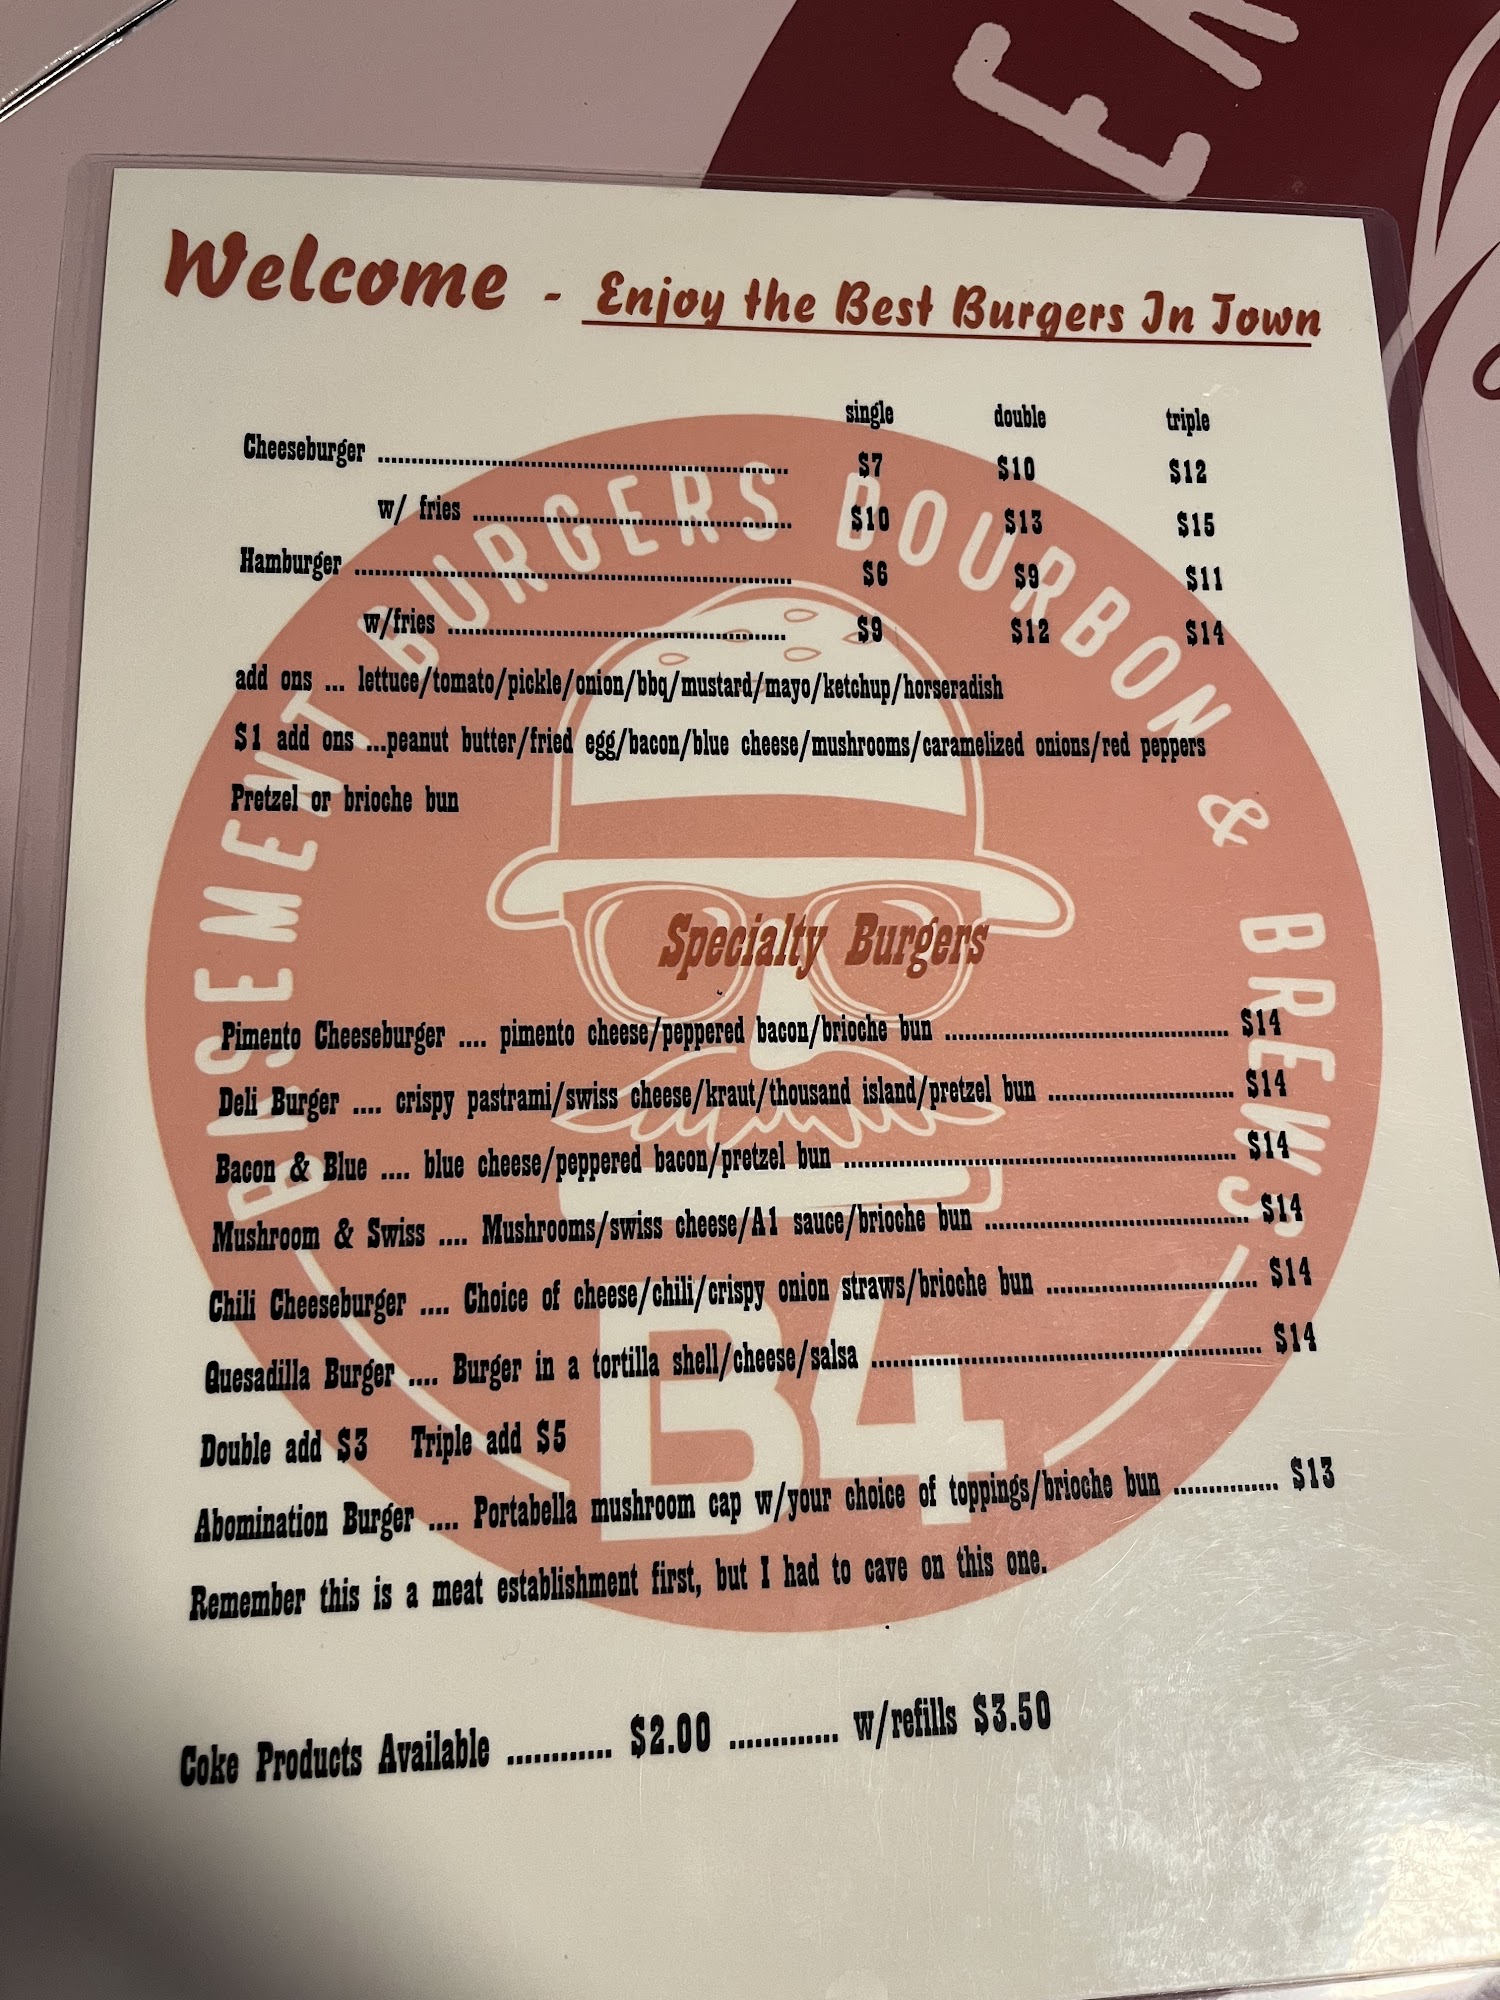 Welcome - Enjoy the Best Burgers In Town
single double triple
Cheeseburger ............ $7 $10 $12
w/ fries ............ $10 $13 $15
Hamburger ............ $6 $9 $11
w/fries ............ $9 $12 $14
add ons ... lettuce/tomato/pickle/onion/bbq/mustard/mayo/ketchup/horseradish
$1 add ons ...peanut butter/fried egg/bacon/blue cheese/mushrooms/caramelized onions/red peppers
Pretzel or brioche bun
Specialty Burgers
Pimento Cheeseburger .... pimento cheese/peppered bacon/brioche bun ............ $14
Deli Burger .... crispy pastrami/swiss cheese/kraut/thousand island/pretzel bun ............ $14
Bacon & Blue .... blue cheese/peppered bacon/pretzel bun ............ $14
Mushroom & Swiss .... Mushrooms/swiss cheese/A1 sauce/brioche bun ............ $14
Chili Cheeseburger .... Choice of cheese/chili/crispy onion straws/brioche bun ............ $14
Quesadilla Burger .... Burger in a tortilla shell/cheese/salsa ............ $14
Double add $3 Triple add $5
Abomination Burger .... Portabella mushroom cap w/your choice of toppings/brioche bun ............ $13
Remember this is a meat establishment first, but I had to cave on this one.
Coke Products Available ............ $2.00 ............ w/refills $3.50
BASEMENT BURGERS BOURBON & BREWS
B4